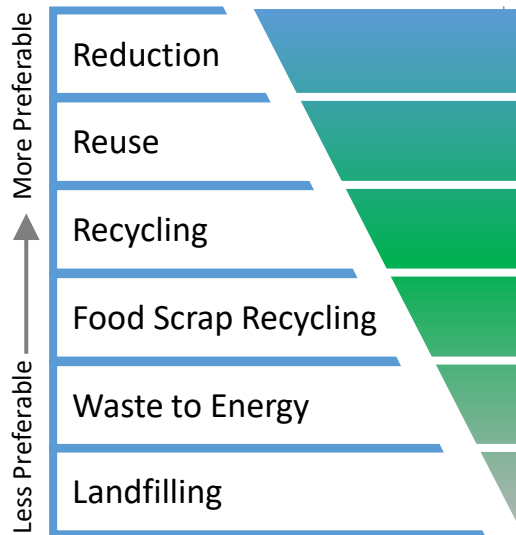 More Preferable
Less Preferable
Reduction
Reuse
Recycling
Food Scrap Recycling
Waste to Energy
Landfilling